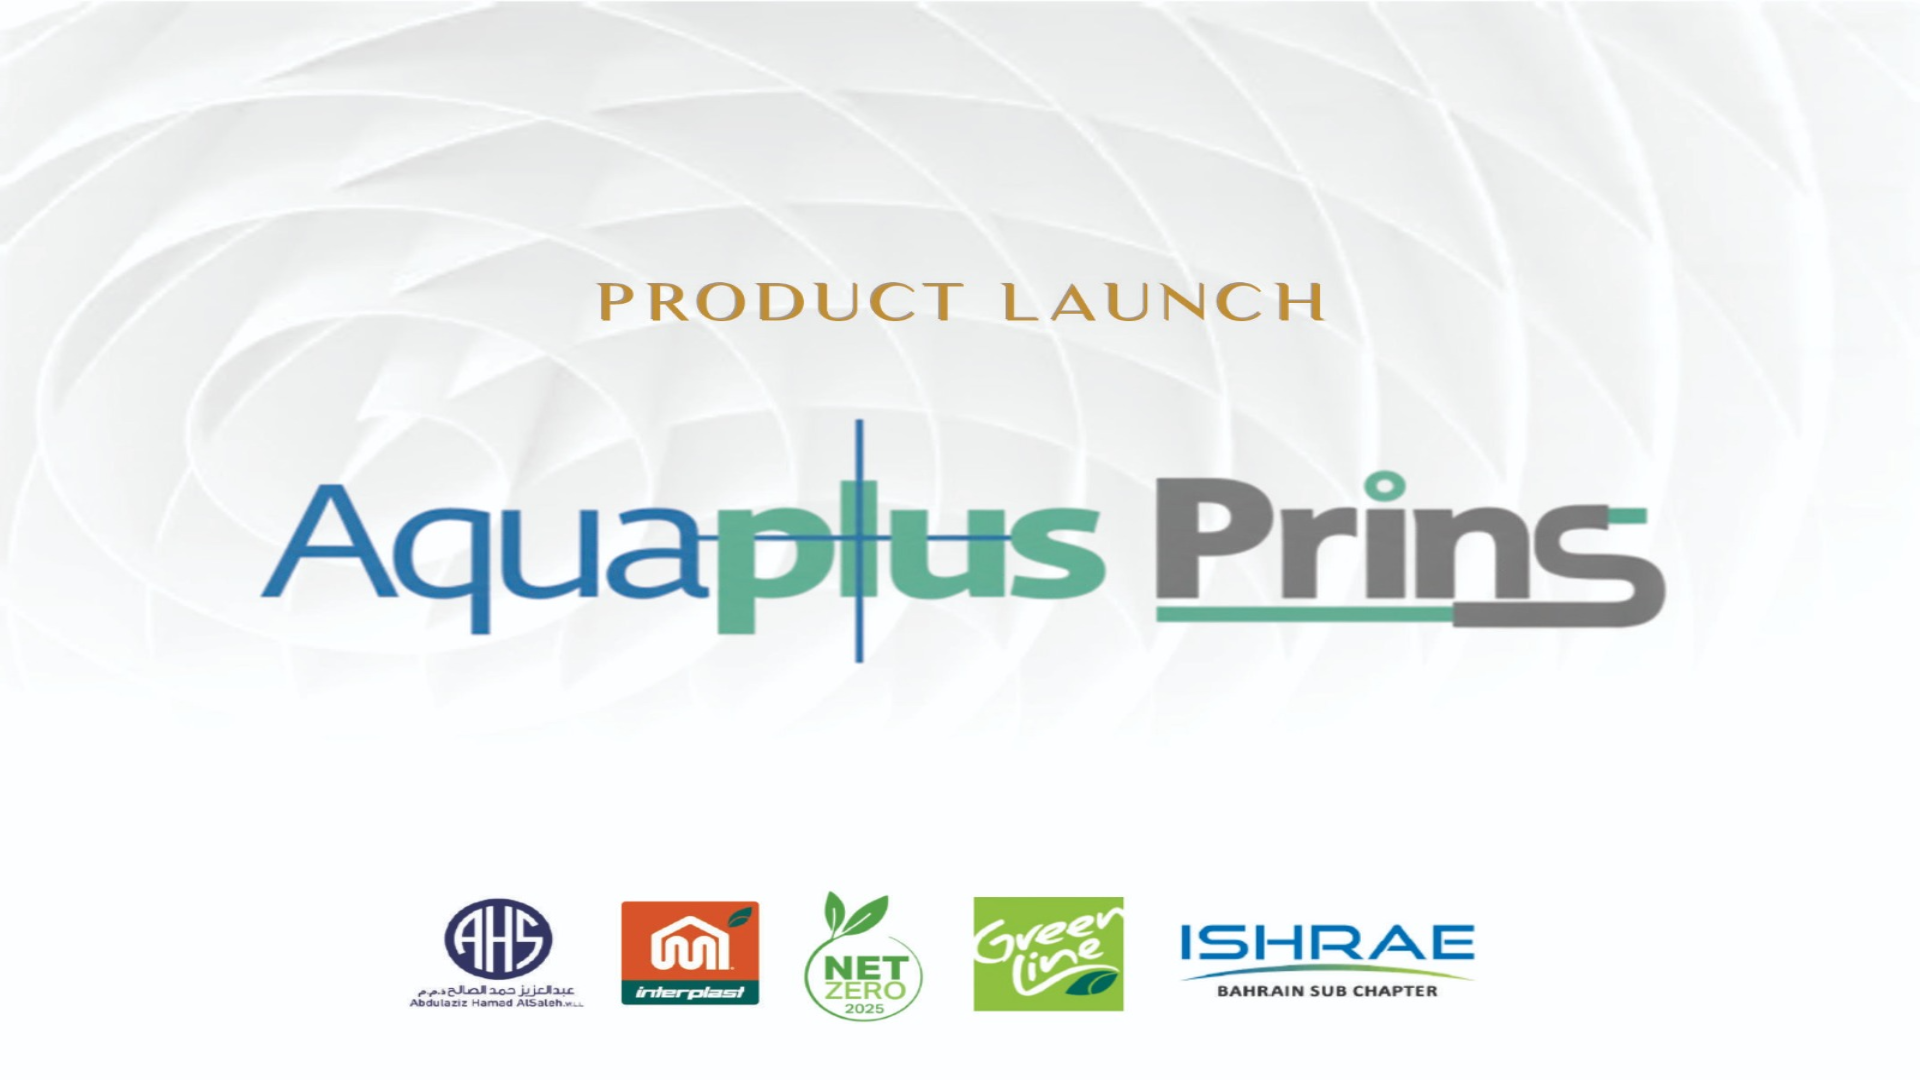 PRODUCT LAUNCH
Aquaplus Prins
AHS
عبدالعزيز حمد الصالح ذ.م.م
Abdulaziz Hamad AlSaleh W.L.L
interplast
NET
ZERO
2025
Green
Line
ISHRAE
BAHRAIN SUB CHAPTER